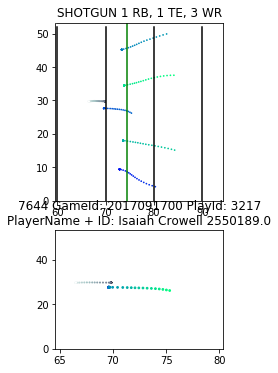 SHOTGUN 1 RB, 1 TE, 3 WR
50
40
30
20
10
0
60 70 80 90
7644 GameId: 2017091700 PlayId: 3217
PlayerName + ID: Isaiah Crowell 2550189.0
40
20
0
65 70 75 80